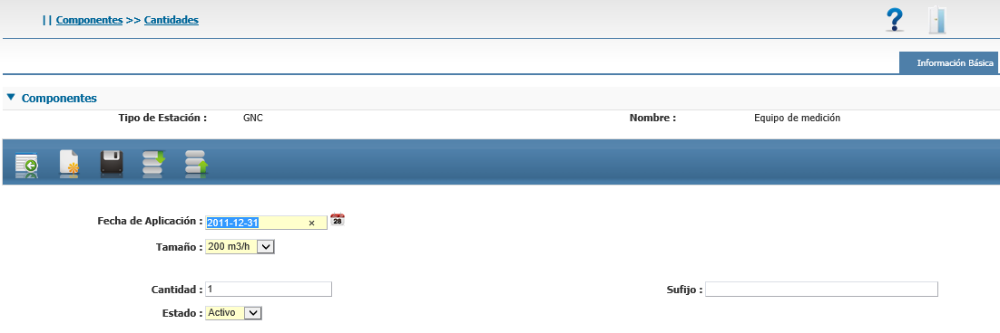 || Componentes >> Cantidades
Información Básica
Componentes
Tipo de Estación : GNC Nombre : Equipo de medición
Fecha de Aplicación : 2011-12-31 × 28
Tamaño : 200 m3/h
Cantidad : 1 Sufijo :
Estado : Activo